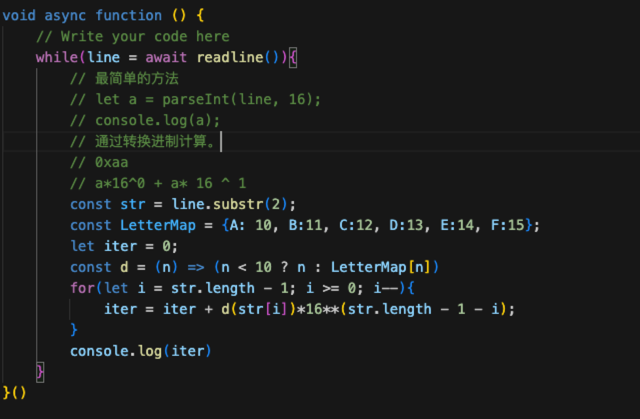 void async function () {
    // Write your code here
    while(line = await readline()){
        // 最简单的方法
        // let a = parseInt(line, 16);
        // console.log(a);
        // 通过转换进制计算。
        // 0xaa
        // a*16^0 + a* 16 ^ 1
        const str = line.substr(2);
        const LetterMap = {A: 10, B:11, C:12, D:13, E:14, F:15};
        let iter = 0;
        const d = (n) => (n < 10 ? n : LetterMap[n])
        for(let i = str.length - 1; i >= 0; i--){
            iter = iter + d(str[i])*16**(str.length - 1 - i);
        }
        console.log(iter)
    }
}()